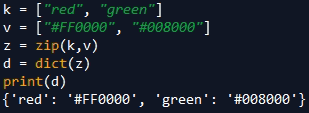 k = ["red", "green"]
v = ["#FF0000", "#008000"]
z = zip(k,v)
d = dict(z)
print(d)
{'red': '#FF0000', 'green': '#008000'}